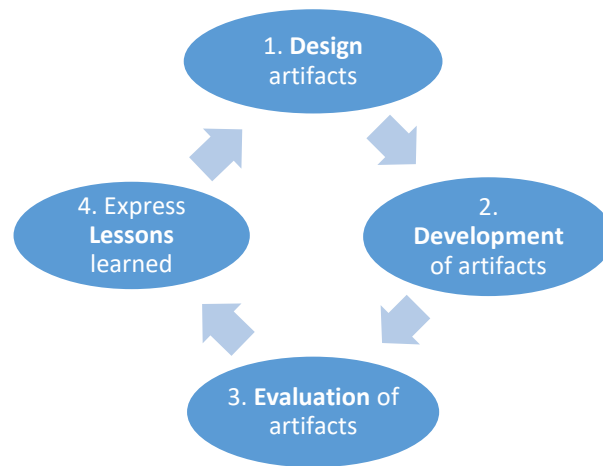 1. Design
artifacts
2.
Development
of artifacts
3. Evaluation of
artifacts
4. Express
Lessons
learned